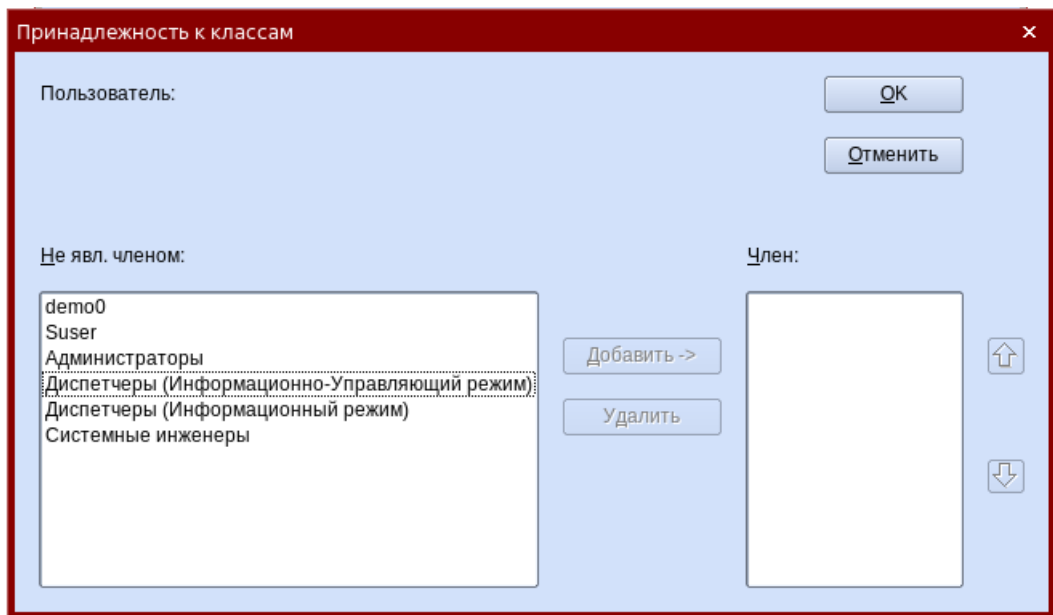 Принадлежность к классам
Пользователь:
OK
Отменить
Не явл. членом:
Член:
demo0
Suser
Администраторы
Диспетчеры (Информационно-Управляющий режим)
Диспетчеры (Информационный режим)
Системные инженеры
Добавить ->
Удалить